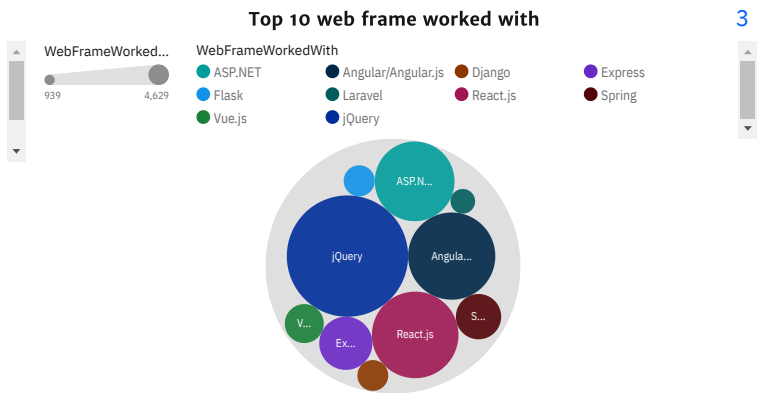 Top 10 web frame worked with
3
WebFrameWorked...
939 4,629
WebFrameWorkedWith
ASP.NET Angular/Angular.js Django Express
Flask Laravel React.js Spring
Vue.js jQuery
ASP.N...
jQuery
Angula...
V...
Ex...
React.js
S...